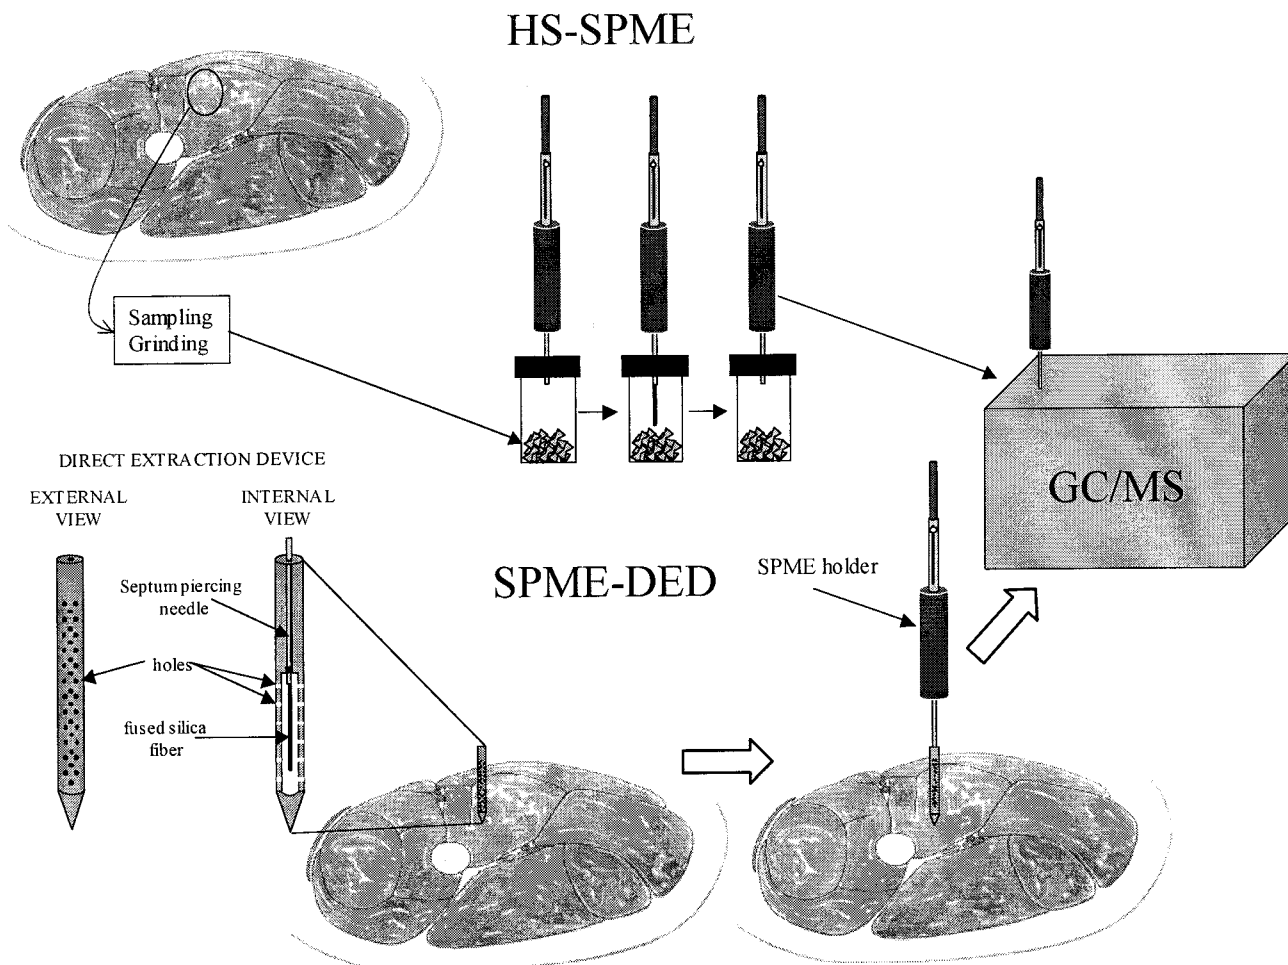 HS-SPME
Sampling
Grinding
GC/MS
DIRECT EXTRACTION DEVICE
EXTERNAL
VIEW
INTERNAL
VIEW
Septum piercing
needle
holes
fused silica
fiber
SPME-DED
SPME holder